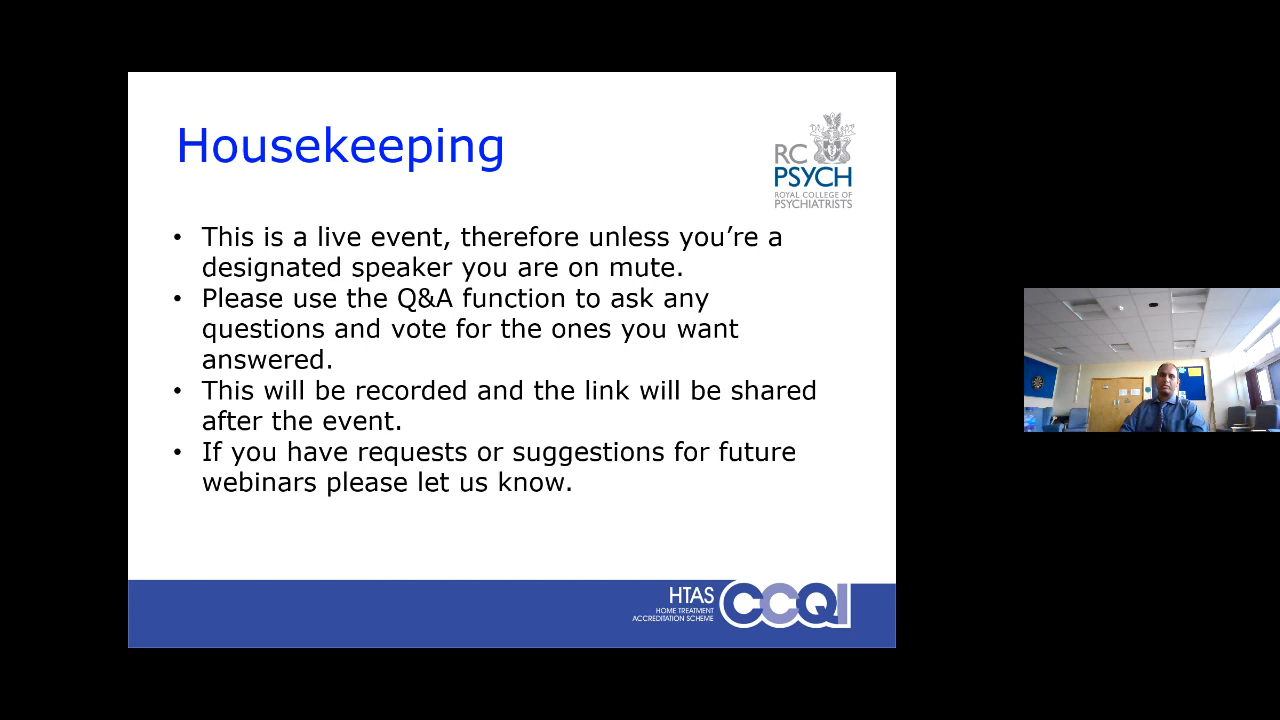 Housekeeping
RC
PSYCH
ROYAL COLLEGE OF
PSYCHIATRISTS
• This is a live event, therefore unless you’re a
designated speaker you are on mute.
• Please use the Q&A function to ask any
questions and vote for the ones you want
answered.
• This will be recorded and the link will be shared
after the event.
• If you have requests or suggestions for future
webinars please let us know.
HTAS
HOME TREATMENT
ACCREDITATION SCHEME
CCQI